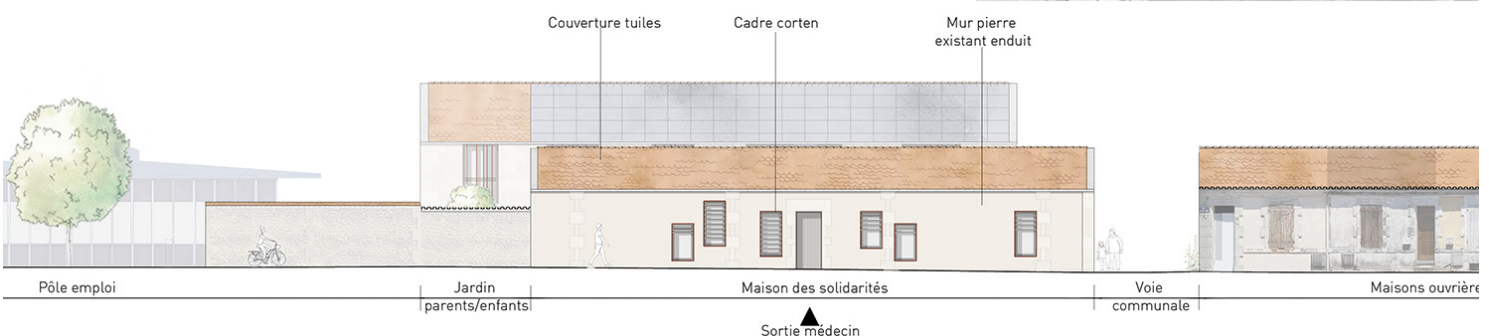 Couverture tuiles
Cadre corten
Mur pierre
existant enduit
Pôle emploi
Jardin
parents/enfants
Maison des solidarités
Voie
communale
Maisons ouvrière
Sortie médecin